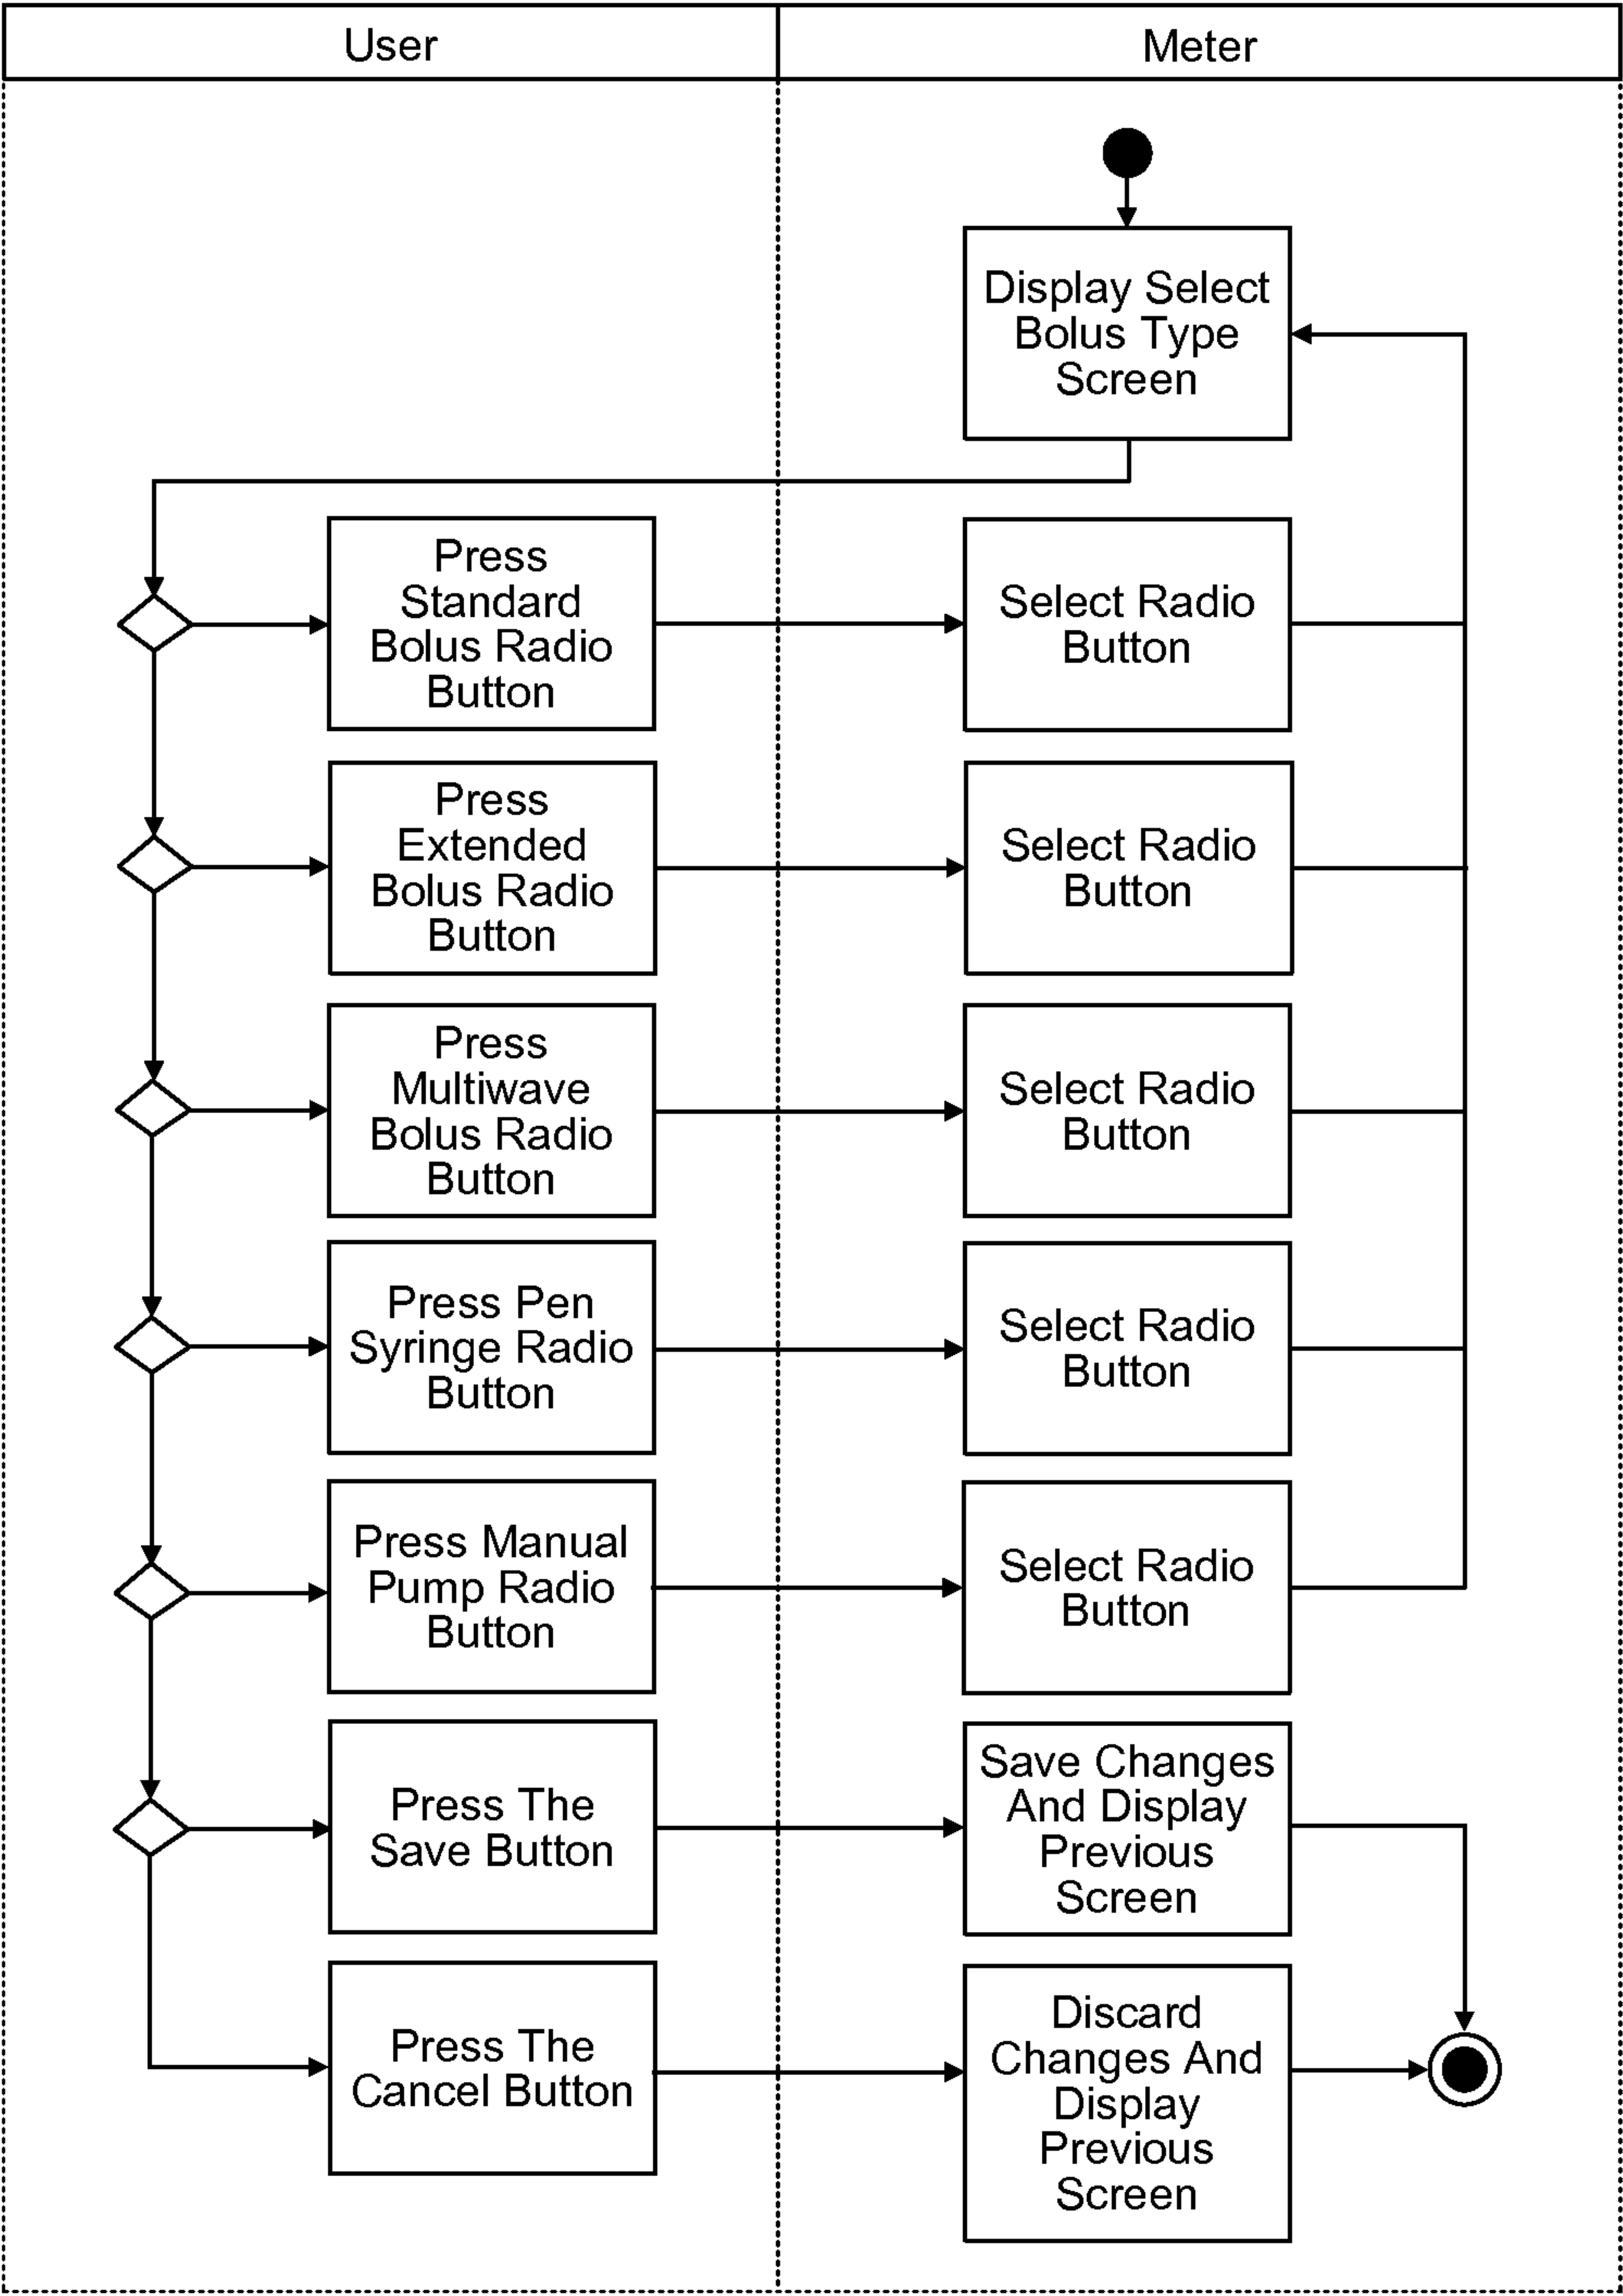 User
Meter
Display Select
Bolus Type
Screen
Press
Standard
Bolus Radio
Button
Select Radio
Button
Press
Extended
Bolus Radio
Button
Select Radio
Button
Press
Multiwave
Bolus Radio
Button
Select Radio
Button
Press Pen
Syringe Radio
Button
Select Radio
Button
Press Manual
Pump Radio
Button
Select Radio
Button
Press The
Save Button
Save Changes
And Display
Previous
Screen
Press The
Cancel Button
Discard
Changes And
Display
Previous
Screen